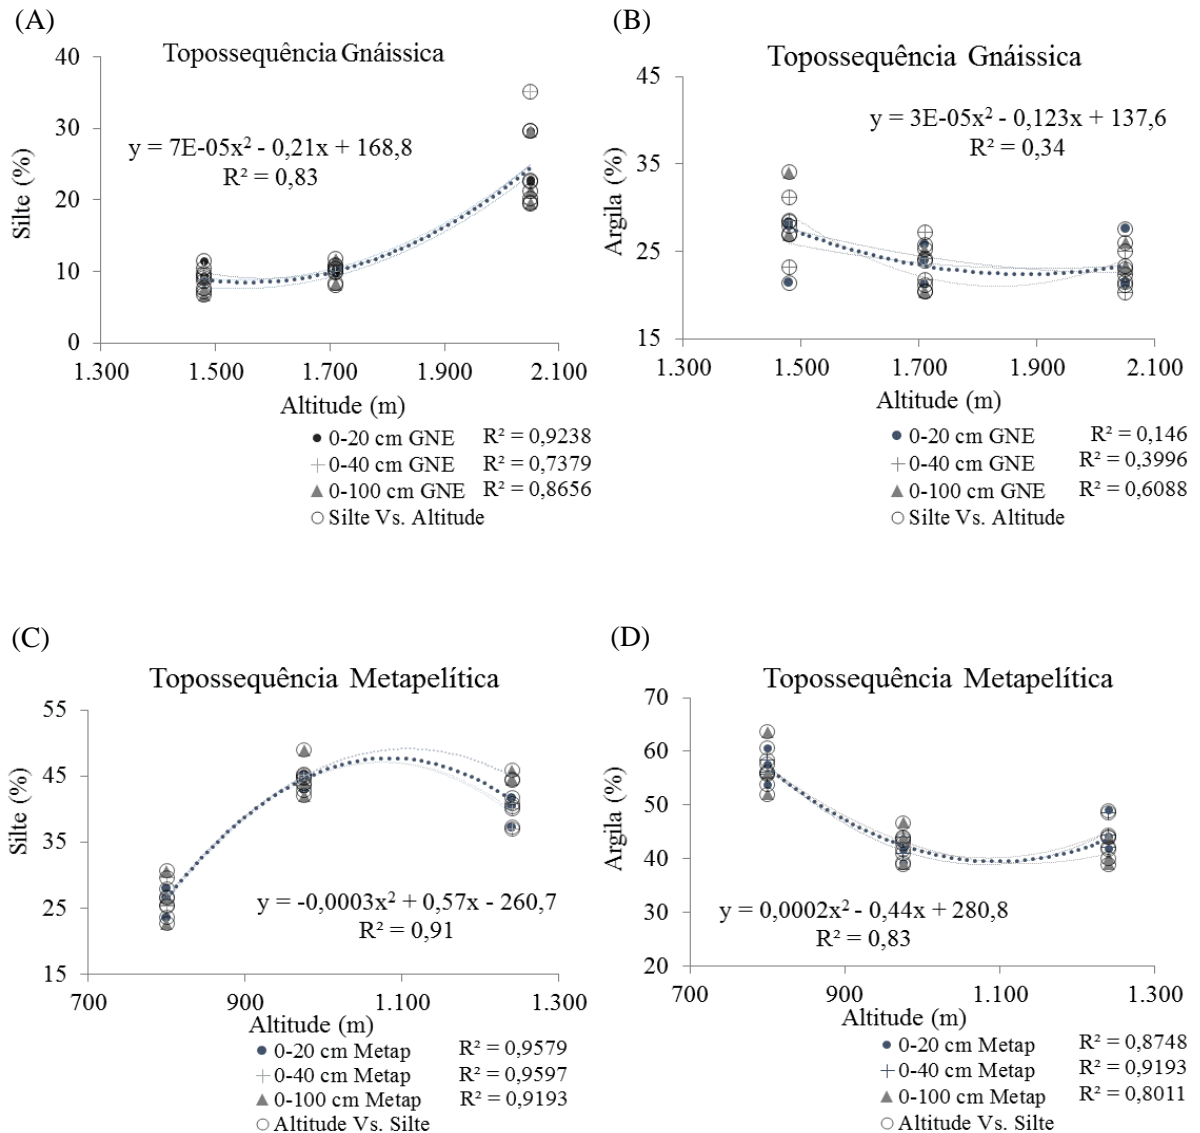 (A)
Topossequência Gnáissica
40
30
20
10
0
Silte (%)
y = 7E-05x² - 0,21x + 168,8
R² = 0,83
1.300 1.500 1.700 1.900 2.100
Altitude (m)
0-20 cm GNE R² = 0,9238
0-40 cm GNE R² = 0,7379
0-100 cm GNE R² = 0,8656
Silte Vs. Altitude
(B)
Topossequência Gnáissica
45
35
25
15
Argila (%)
y = 3E-05x² - 0,123x + 137,6
R² = 0,34
1.300 1.500 1.700 1.900 2.100
Altitude (m)
0-20 cm GNE R² = 0,146
0-40 cm GNE R² = 0,3996
0-100 cm GNE R² = 0,6088
Silte Vs. Altitude
(C)
Topossequência Metapelítica
55
45
35
25
15
Silte (%)
y = -0,0003x² + 0,57x - 260,7
R² = 0,91
700 900 1.100 1.300
Altitude (m)
0-20 cm Metap R² = 0,9579
0-40 cm Metap R² = 0,9597
0-100 cm Metap R² = 0,9193
Altitude Vs. Silte
(D)
Topossequência Metapelítica
70
60
50
40
30
20
Argila (%)
y = 0,0002x² - 0,44x + 280,8
R² = 0,83
700 900 1.100 1.300
Altitude (m)
0-20 cm Metap R² = 0,8748
0-40 cm Metap R² = 0,9193
0-100 cm Metap R² = 0,8011
Altitude Vs. Silte